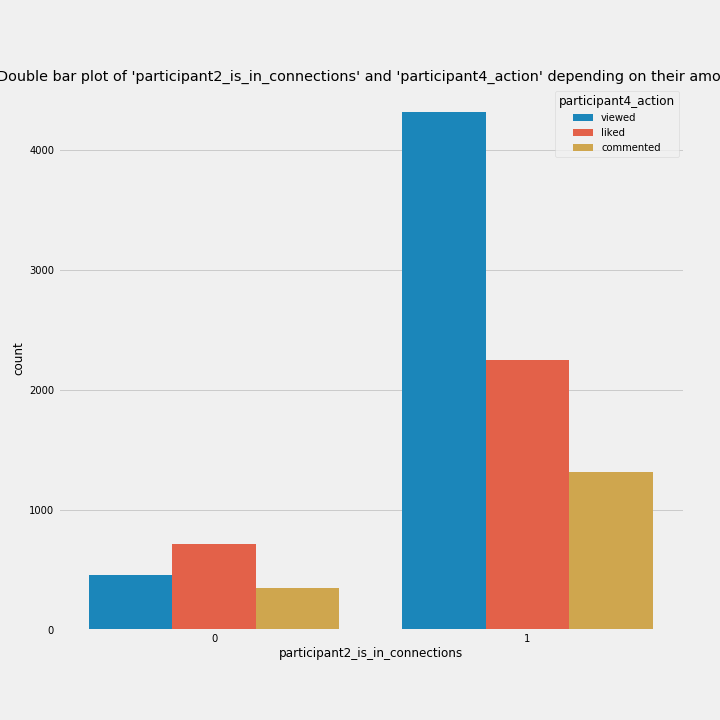 Double bar plot of 'participant2_is_in_connections' and 'participant4_action' depending on their amo
participant4_action
viewed
liked
commented
4000
3000
2000
1000
0
count
0 1
participant2_is_in_connections